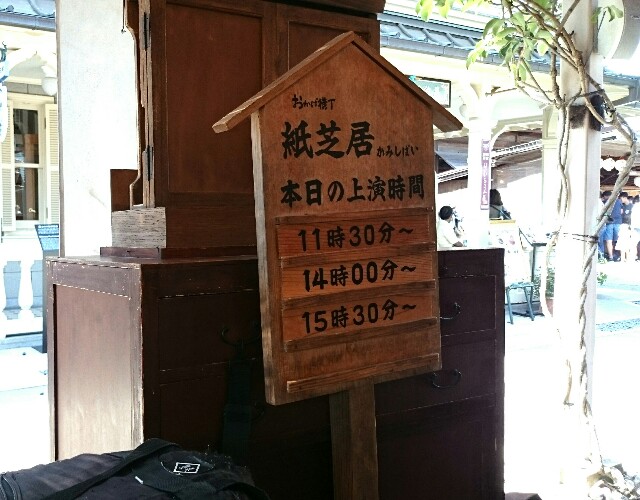 おかげ横丁
紙芝居 かみしばい
本日の上演時間
11時30分～
14時00分～
15時30分～